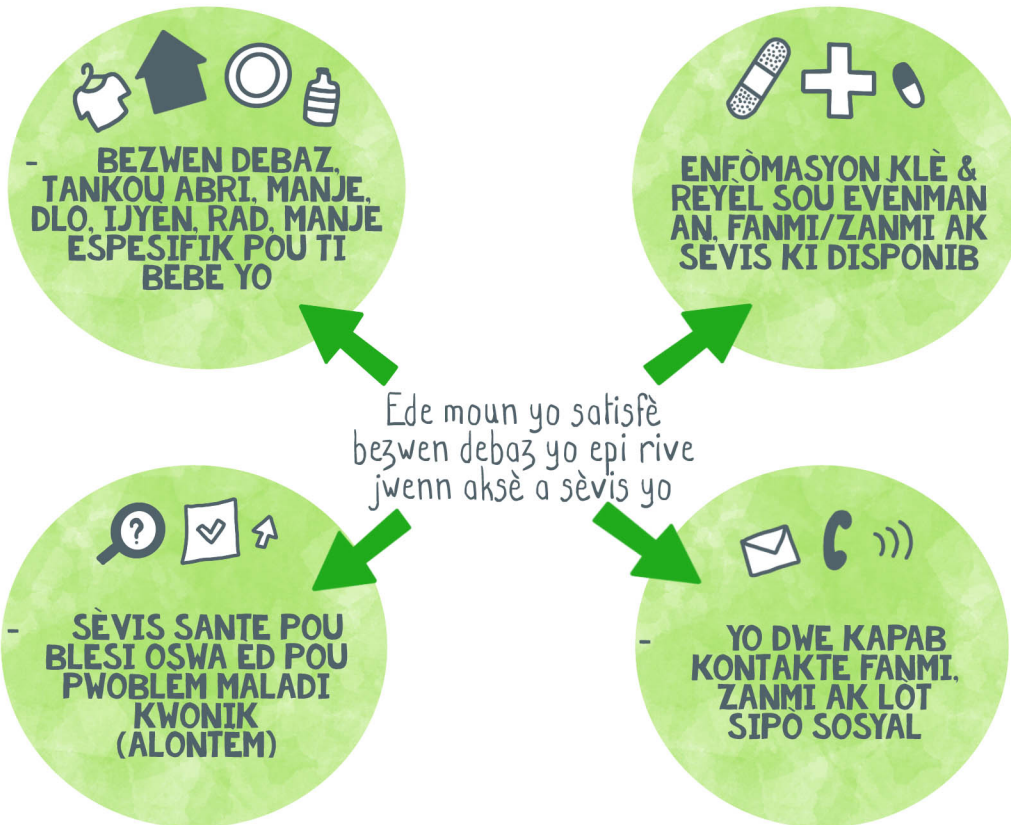 - BEZWEN DEBAZ,
TANKOU ABRI, MANJE,
DLO, IJYÈN, RAD, MANJE
ESPESIFIK POU TI
BEBE YO
ENFÒMASYON KLÈ &
REYÈL SOU EVÈNMAN
AN, FANMI/ZANMI AK
SÈVIS KI DISPONIB
Ede moun yo satisfè
bezwen debaz yo epi rive
jwenn aksè a sèvis yo
- SÈVIS SANTE POU
BLESI OSWA ED POU
PWOBLEM MALADI
KWONIK
(ALONTEM)
- YO DWE KAPAB
KONTAKTE FANMI,
ZANMI AK LÒT
SIPÒ SOSYAL